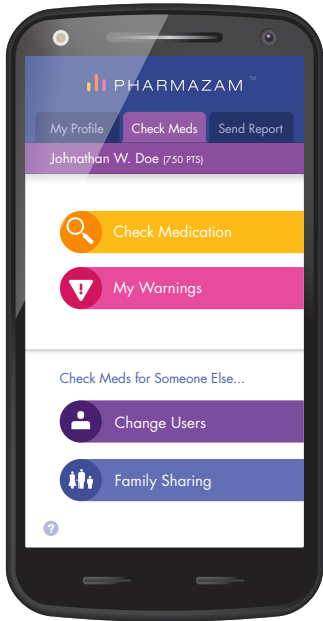 PHARMAZAM™
My Profile Check Meds Send Report
Johnathan W. Doe (750 PTS)
Check Medication
My Warnings
Check Meds for Someone Else...
Change Users
Family Sharing
?